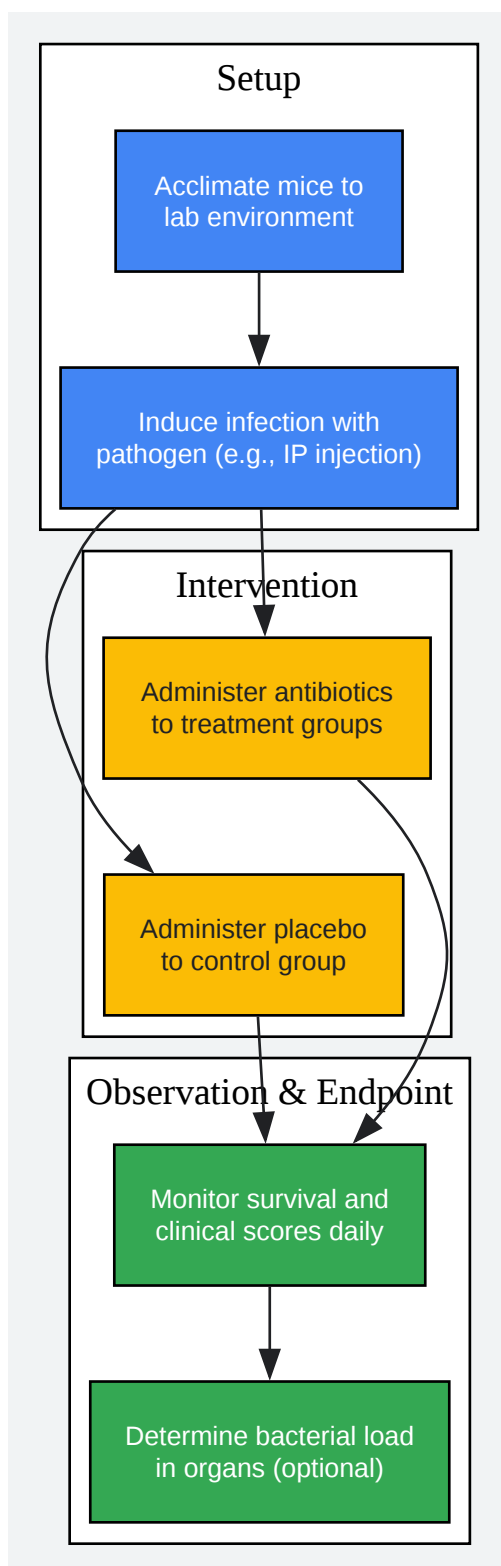 Setup
Acclimate mice to
lab environment
Induce infection with
pathogen (e.g., IP injection)
Intervention
Administer antibiotics
to treatment groups
Administer placebo
to control group
Observation & Endpoint
Monitor survival and
clinical scores daily
Determine bacterial load
in organs (optional)